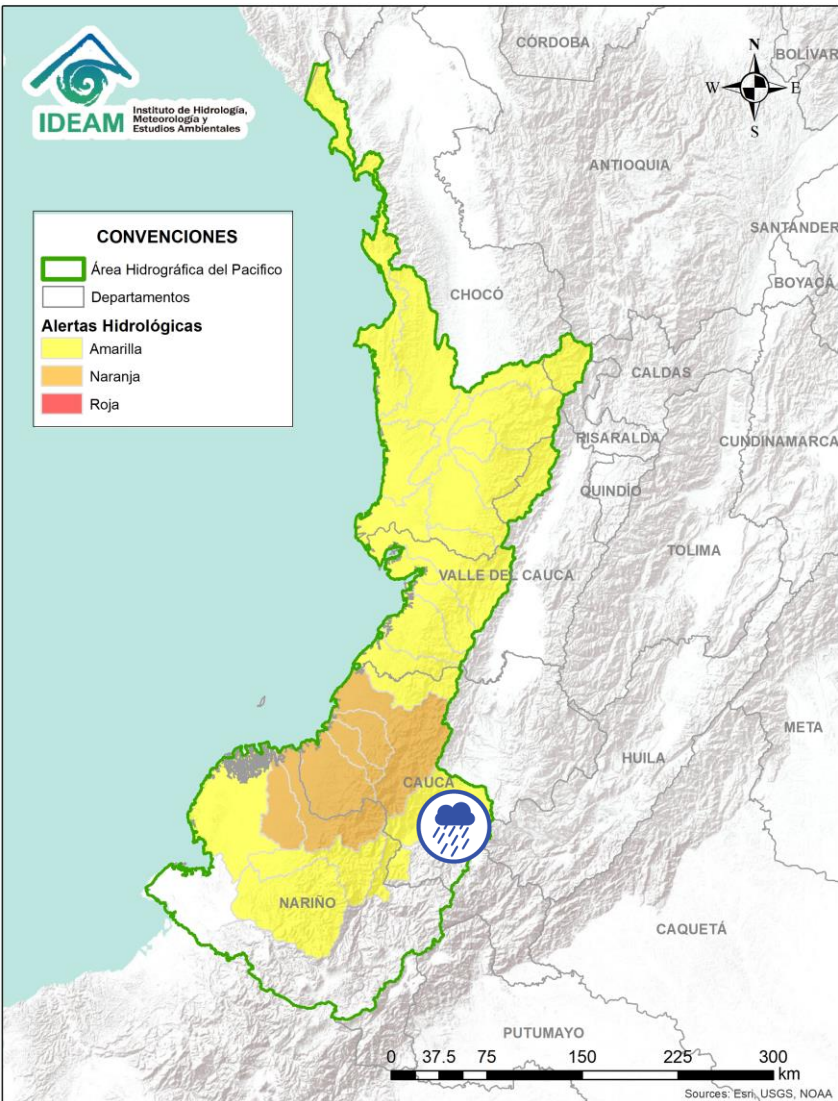 IDEAM
Instituto de Hidrología,
Meteorología y
Estudios Ambientales
N
W
E
S
CONVENCIONES
Área Hidrográfica del Pacifico
Departamentos
Alertas Hidrológicas
Amarilla
Naranja
Roja
CÓRDOBA
BOLÍVAR
ANTIOQUIA
SANTANDER
BOYACÁ
CHOCÓ
CALDAS
RISARALDA
CUNDINAMARCA
QUINDÍO
TOLIMA
VALLE DEL CAUCA
META
HUILA
CAUCA
NARIÑO
CAQUETÁ
PUTUMAYO
0 37.5 75 150 225 300
km
Sources: Esri, USGS, NOAA